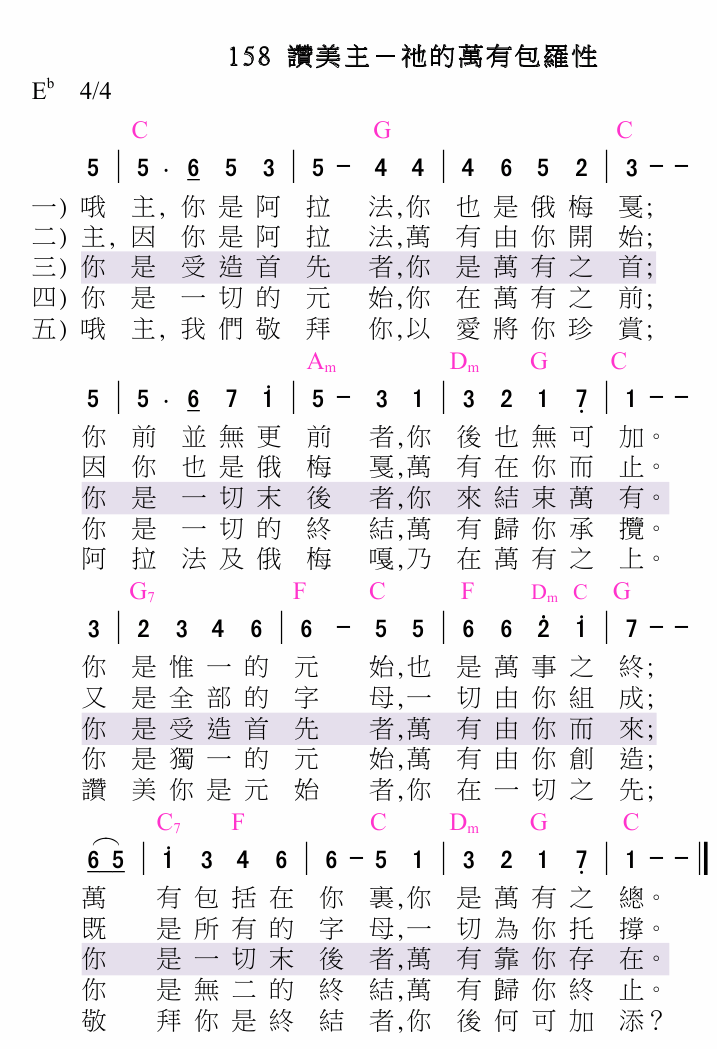 158 讚美主－祂的萬有包羅性
E♭ 4/4
C G C
5 | 5 . 6 5 3 | 5 - 4 4 | 4 6 5 2 | 3 - -
一) 哦 主, 你 是 阿 拉 法,你 也 是 俄 梅 戛;
二) 主, 因 你 是 阿 拉 法,萬 有 由 你 開 始;
三) 你 是 受 造 首 先 者,你 是 萬 有 之 首;
四) 你 是 一 切 的 元 始,你 在 萬 有 之 前;
五) 哦 主, 我 們 敬 拜 你,以 愛 將 你 珍 賞;
Am Dm G C
5 | 5 . 6 7 i | 5 - 3 1 | 3 2 1 7̣ | 1 - -
你 前 並 無 更 前 者,你 後 也 無 可 加。
因 你 也 是 俄 梅 戛,萬 有 在 你 而 止。
你 是 一 切 末 後 者,你 來 結 束 萬 有。
你 是 一 切 的 終 結,萬 有 歸 你 承 攬。
阿 拉 法 及 俄 梅 嘎,乃 在 萬 有 之 上。
G7 F C F Dm C G
3 | 2 3 4 6 | 6 - 5 5 | 6 6 2̇ i | 7 - -
你 是 惟 一 的 元 始,也 是 萬 事 之 終;
又 是 全 部 的 字 母,一 切 由 你 組 成;
你 是 受 造 首 先 者,萬 有 由 你 而 來;
你 是 獨 一 的 元 始,萬 有 由 你 創 造;
讚 美 你 是 元 始 者,你 在 一 切 之 先;
C7 F C Dm G C
6 5 | i 3 4 6 | 6 - 5 1 | 3 2 1 7̣ | 1 - - ‖
萬 有 包 括 在 你 裏,你 是 萬 有 之 總。
既 是 所 有 的 字 母,一 切 為 你 托 撐。
你 是 一 切 末 後 者,萬 有 靠 你 存 在。
你 是 無 二 的 終 結,萬 有 歸 你 終 止。
敬 拜 你 是 終 結 者,你 後 何 可 加 添？